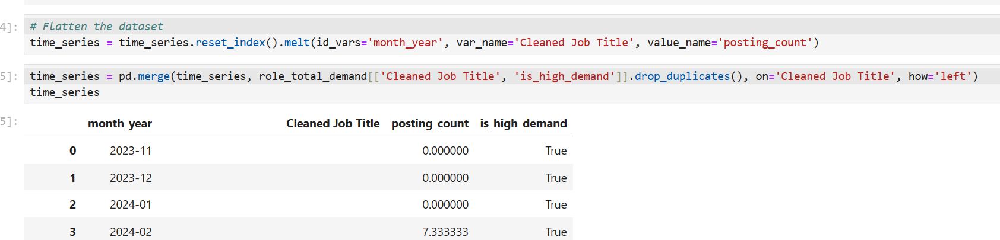 4]:
# Flatten the dataset
time_series = time_series.reset_index().melt(id_vars='month_year', var_name='Cleaned Job Title', value_name='posting_count')
5]:
time_series = pd.merge(time_series, role_total_demand[['Cleaned Job Title', 'is_high_demand']].drop_duplicates(), on='Cleaned Job Title', how='left')
time_series
5]:
month_year Cleaned Job Title posting_count is_high_demand
0 2023-11 0.000000 True
1 2023-12 0.000000 True
2 2024-01 0.000000 True
3 2024-02 7.333333 True